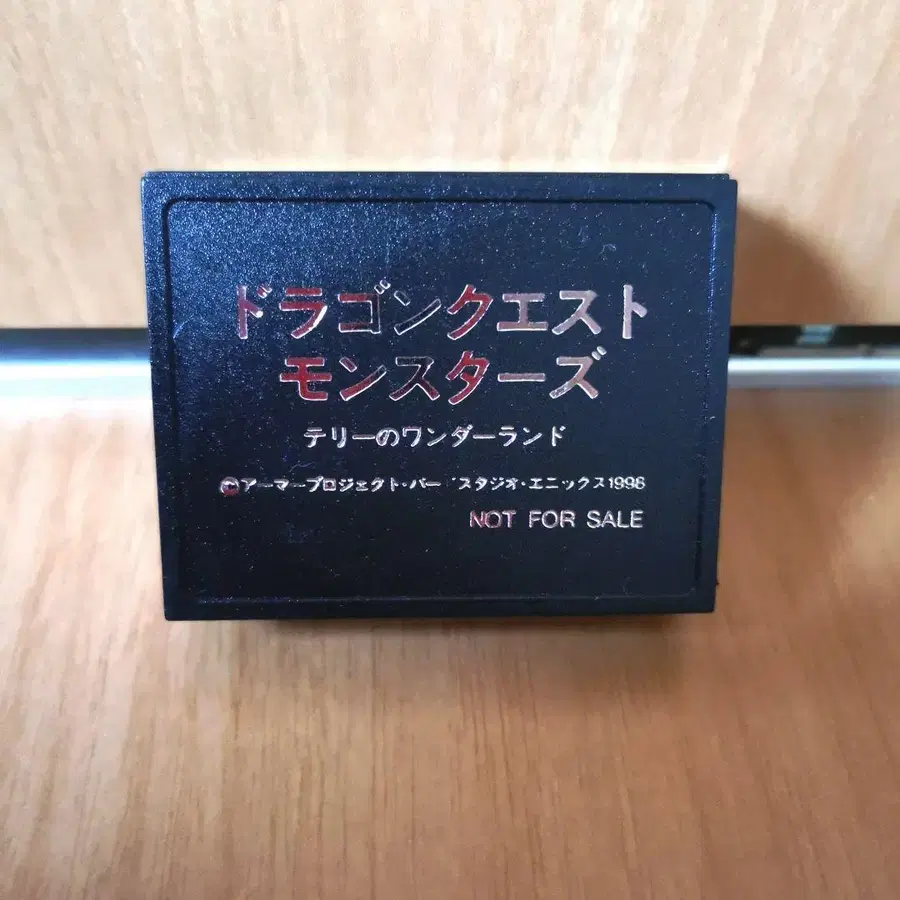 ドラゴンクエスト
モンスターズ
テリーのワンダーランド
©アーマープロジェクト・バードスタジオ・エニックス1998
NOT FOR SALE